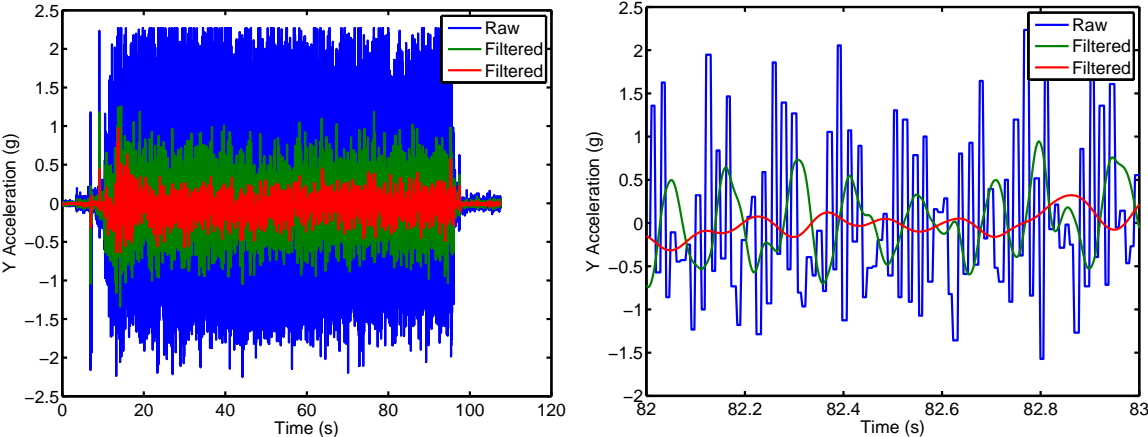 2.5
2
1.5
1
0.5
0
−0.5
−1
−1.5
−2
−2.5
Y Acceleration (g)
0 20 40 60 80 100 120
Time (s)
Raw
Filtered
Filtered
2.5
2
1.5
1
0.5
0
−0.5
−1
−1.5
−2
Y Acceleration (g)
82 82.2 82.4 82.6 82.8 83
Time (s)
Raw
Filtered
Filtered